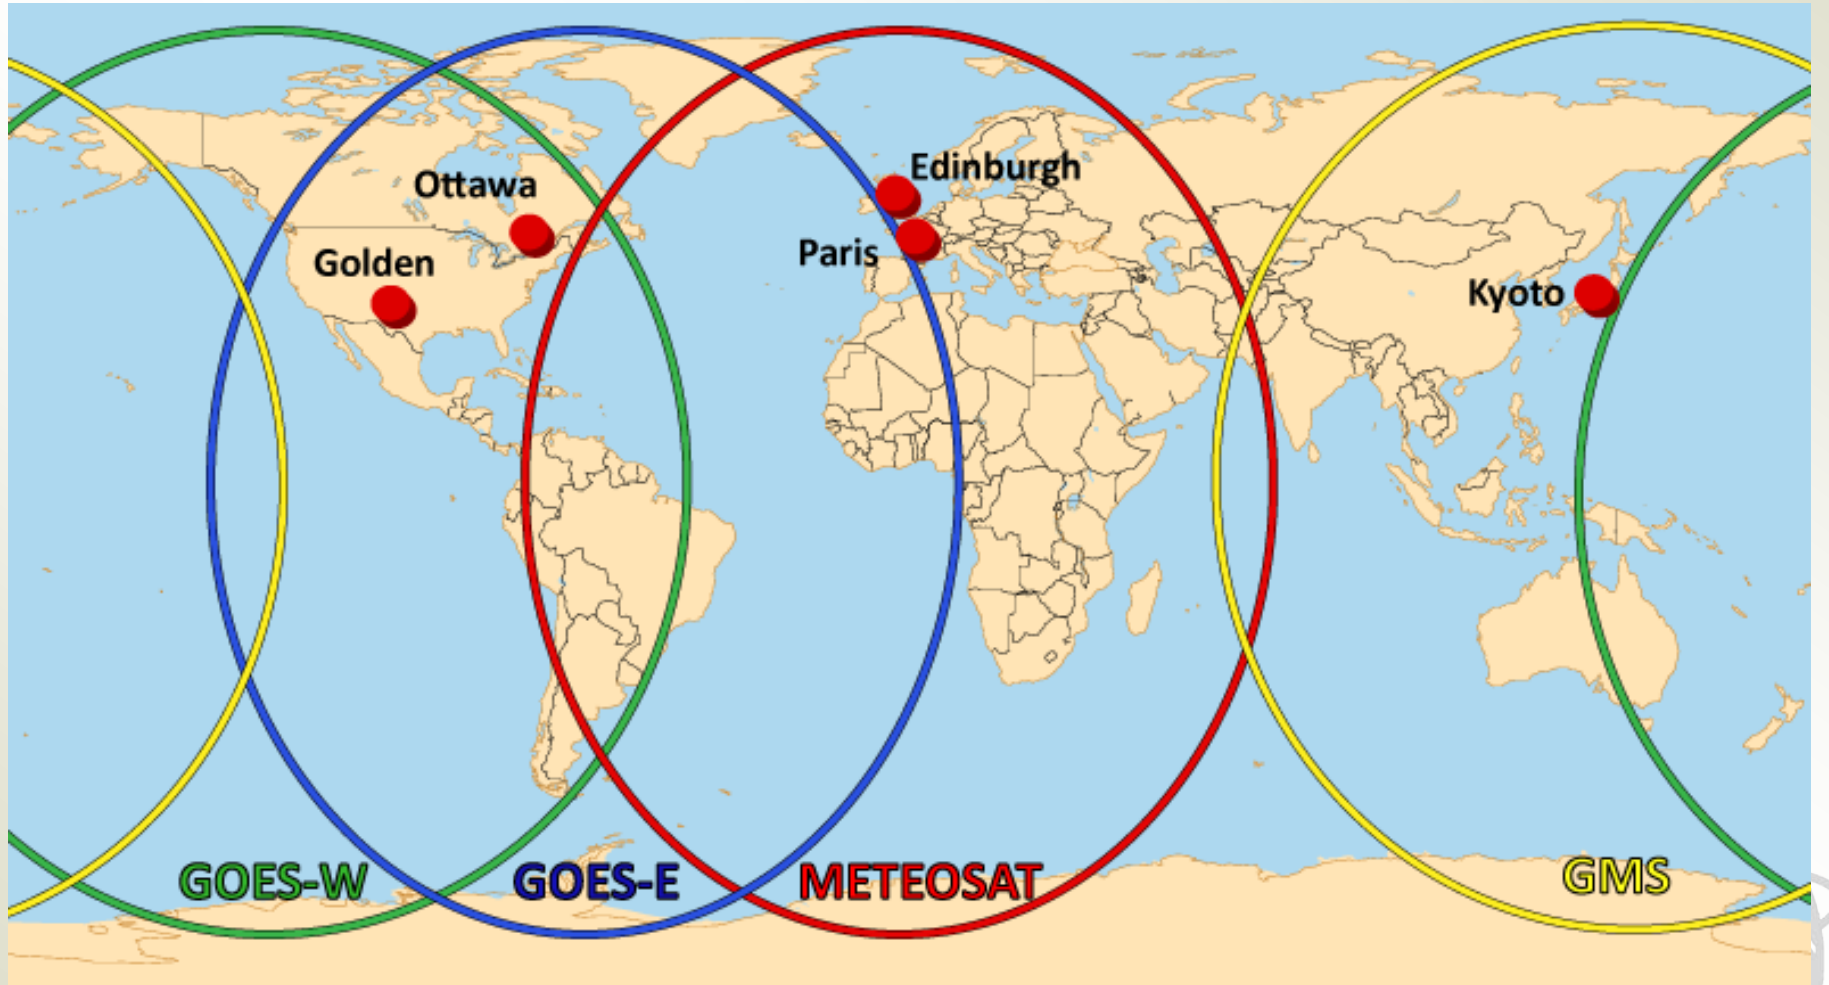 Edinburgh
Ottawa
Paris
Golden
Kyoto
GOES-W
GOES-E
METEOSAT
GMS